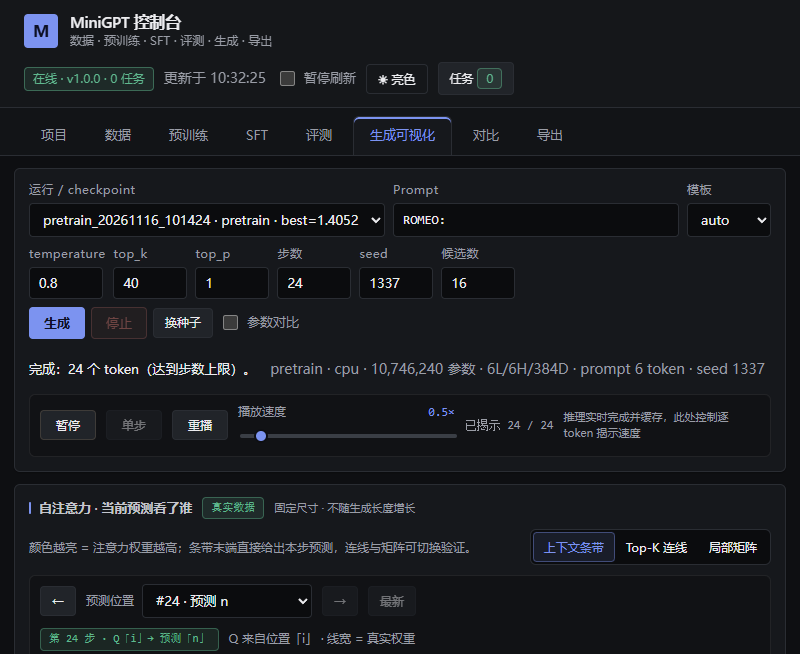 M
MiniGPT 控制台
数据 · 预训练 · SFT · 评测 · 生成 · 导出
在线 · v1.0.0 · 0 任务 更新于 10:32:25 暂停刷新 ☀ 亮色 任务 0
项目 数据 预训练 SFT 评测 生成可视化 对比 导出
运行 / checkpoint Prompt 模板
pretrain_20261116_101424 · pretrain · best=1.4052 ROMEO: auto
temperature top_k top_p 步数 seed 候选数
0.8 40 1 24 1337 16
生成 停止 换种子 参数对比
完成：24 个 token（达到步数上限）。 pretrain · cpu · 10,746,240 参数 · 6L/6H/384D · prompt 6 token · seed 1337
暂停 单步 重播 播放速度 0.5× 已揭示 24 / 24 推理实时完成并缓存，此处控制逐
token 揭示速度
自注意力 · 当前预测看了谁 真实数据 固定尺寸 · 不随生成长度增长
颜色越亮 = 注意力权重越高；条带末端直接给出本步预测，连线与矩阵可切换验证。 上下文条带 Top-K 连线 局部矩阵
← 预测位置 #24 · 预测 n → 最新
第 24 步 · Q「i」→ 预测「n」 Q 来自位置「i」 · 线宽 = 真实权重